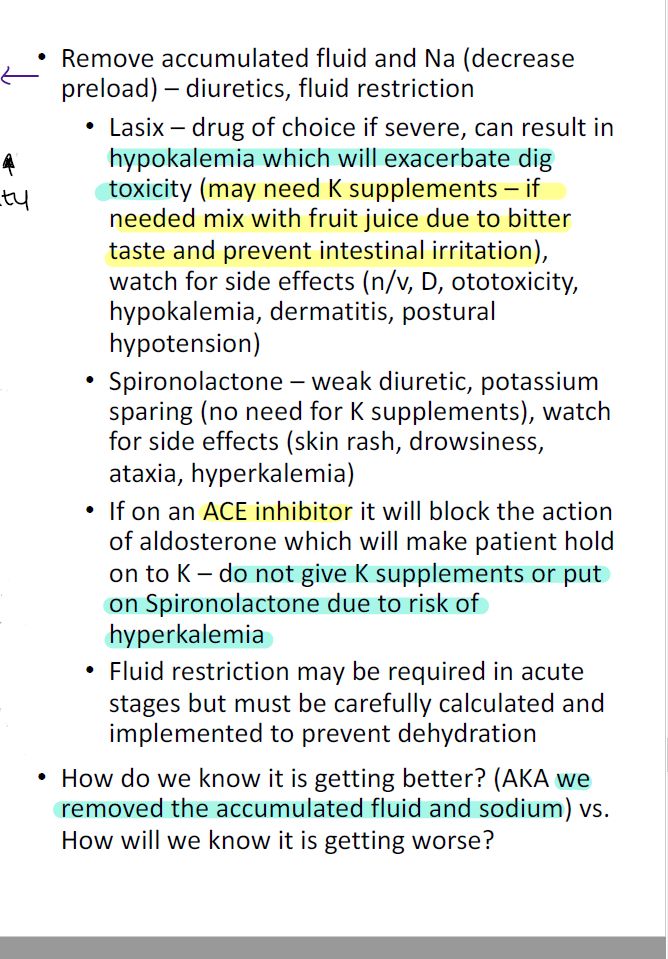 • Remove accumulated fluid and Na (decrease
preload) – diuretics, fluid restriction
• Lasix – drug of choice if severe, can result in
hypokalemia which will exacerbate dig
toxicity (may need K supplements – if
needed mix with fruit juice due to bitter
taste and prevent intestinal irritation),
watch for side effects (n/v, D, ototoxicity,
hypokalemia, dermatitis, postural
hypotension)
• Spironolactone – weak diuretic, potassium
sparing (no need for K supplements), watch
for side effects (skin rash, drowsiness,
ataxia, hyperkalemia)
• If on an ACE inhibitor it will block the action
of aldosterone which will make patient hold
on to K – do not give K supplements or put
on Spironolactone due to risk of
hyperkalemia
• Fluid restriction may be required in acute
stages but must be carefully calculated and
implemented to prevent dehydration
• How do we know it is getting better? (AKA we
removed the accumulated fluid and sodium) vs.
How will we know it is getting worse?